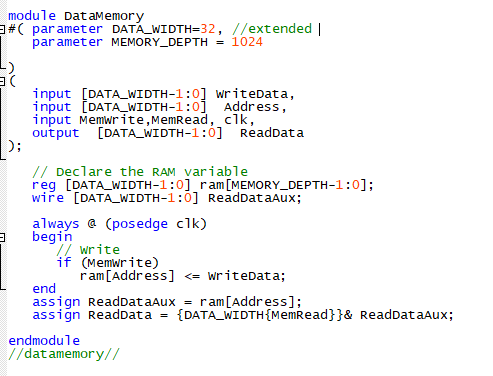 module DataMemory
#( parameter DATA_WIDTH=32, //extended
   parameter MEMORY_DEPTH = 1024
)
(
   input [DATA_WIDTH-1:0] WriteData,
   input [DATA_WIDTH-1:0]  Address,
   input MemWrite,MemRead, clk,
   output  [DATA_WIDTH-1:0]  ReadData
);
   // Declare the RAM variable
   reg [DATA_WIDTH-1:0] ram[MEMORY_DEPTH-1:0];
   wire [DATA_WIDTH-1:0] ReadDataAux;
   always @ (posedge clk)
   begin
      // Write
      if (MemWrite)
         ram[Address] <= WriteData;
   end
   assign ReadDataAux = ram[Address];
   assign ReadData = {DATA_WIDTH{MemRead}}& ReadDataAux;
endmodule
//datamemory//